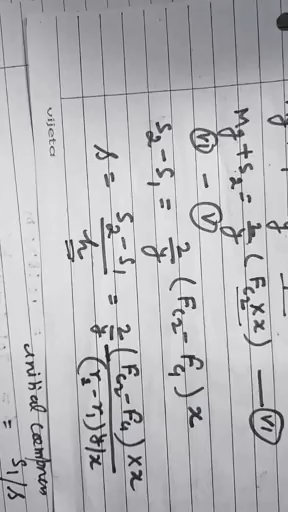 Mg + S₂ = 2/y (Fc₂ × x) — (VI)
(VI) - (V)
S₂ - S₁ = 2/y (Fc₂ - Fc₁) x
s = (S₂ - S₁)/h = 2/y (Fc₂ - Fc₁) × x / (r₂ - r₁) y/x
initial
= S₁/s
vijeta